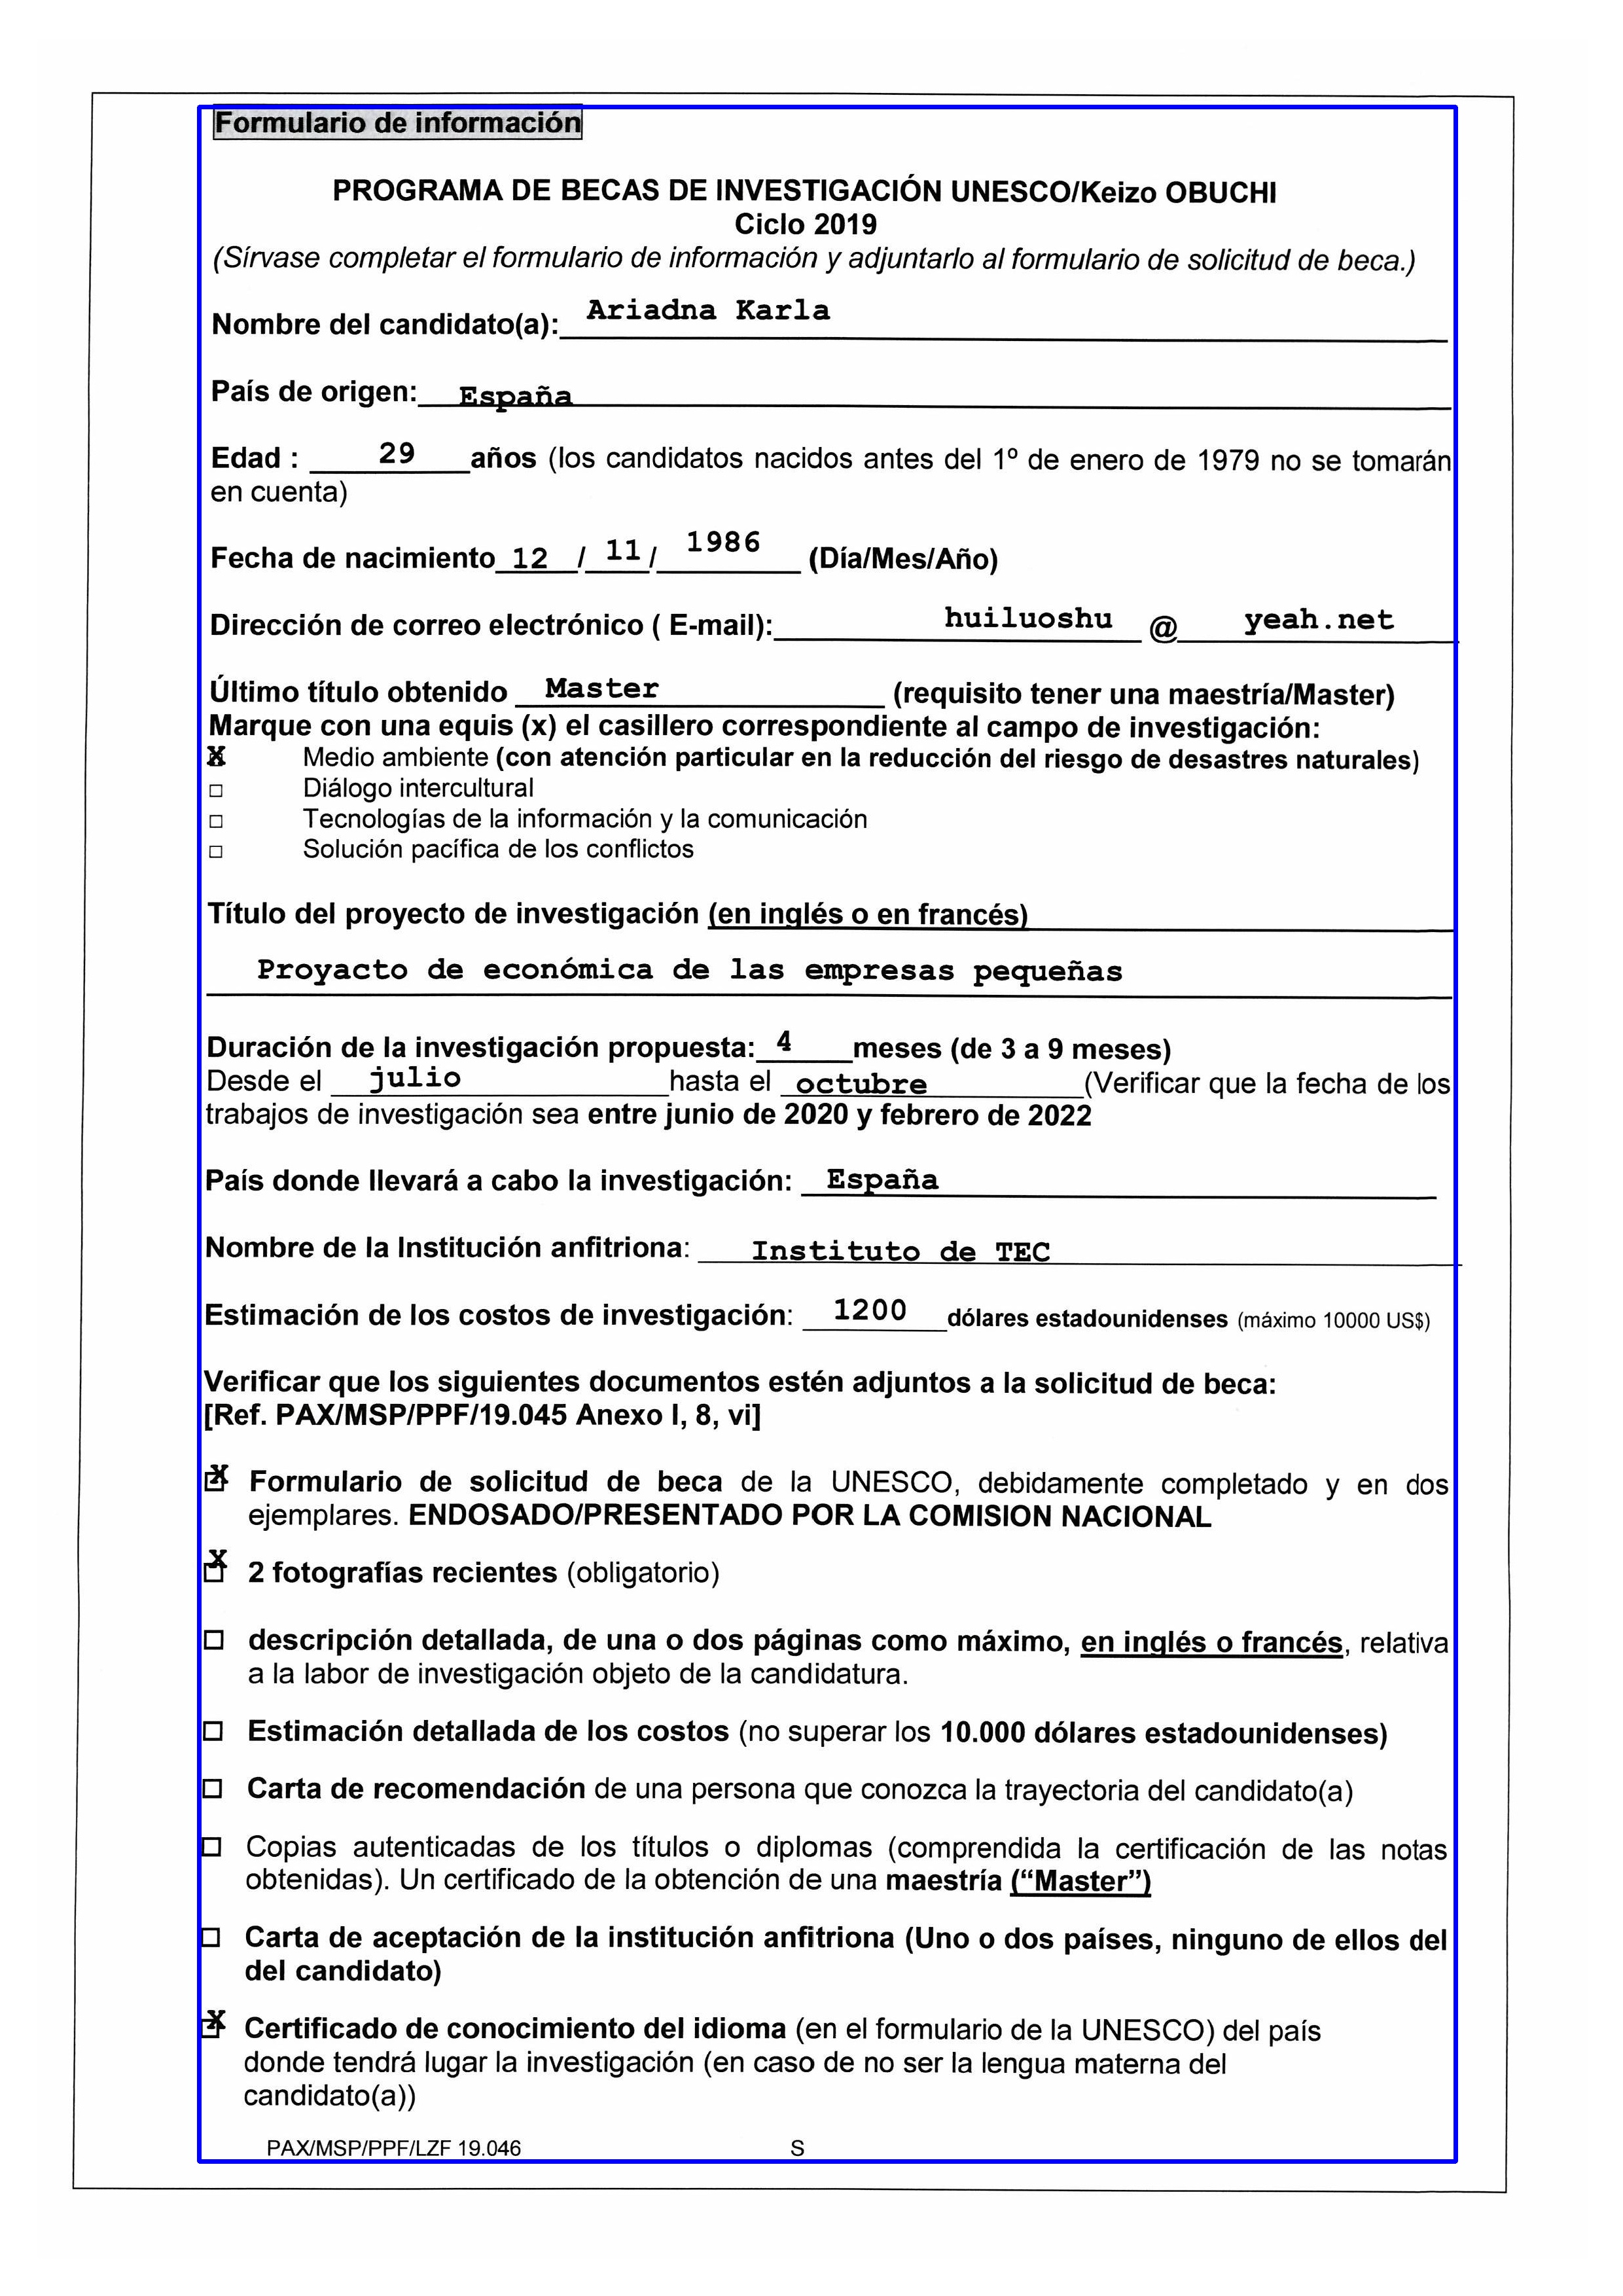 Formulario de información
PROGRAMA DE BECAS DE INVESTIGACIÓN UNESCO/Keizo OBUCHI
Ciclo 2019
(Sírvase completar el formulario de información y adjuntarlo al formulario de solicitud de beca.)
Nombre del candidato(a): Ariadna Karla
País de origen: España
Edad : 29 años (los candidatos nacidos antes del 1º de enero de 1979 no se tomarán
en cuenta)
Fecha de nacimiento 12 / 11 / 1986 (Día/Mes/Año)
Dirección de correo electrónico ( E-mail): huiluoshu @ yeah.net
Último título obtenido Master (requisito tener una maestría/Master)
Marque con una equis (x) el casillero correspondiente al campo de investigación:
X Medio ambiente (con atención particular en la reducción del riesgo de desastres naturales)
□ Diálogo intercultural
□ Tecnologías de la información y la comunicación
□ Solución pacífica de los conflictos
Título del proyecto de investigación (en inglés o en francés)
Proyacto de económica de las empresas pequeñas
Duración de la investigación propuesta: 4 meses (de 3 a 9 meses)
Desde el julio hasta el octubre (Verificar que la fecha de los
trabajos de investigación sea entre junio de 2020 y febrero de 2022
País donde llevará a cabo la investigación: España
Nombre de la Institución anfitriona: Instituto de TEC
Estimación de los costos de investigación: 1200 dólares estadounidenses (máximo 10000 US$)
Verificar que los siguientes documentos estén adjuntos a la solicitud de beca:
[Ref. PAX/MSP/PPF/19.045 Anexo I, 8, vi]
X Formulario de solicitud de beca de la UNESCO, debidamente completado y en dos
ejemplares. ENDOSADO/PRESENTADO POR LA COMISION NACIONAL
X 2 fotografías recientes (obligatorio)
□ descripción detallada, de una o dos páginas como máximo, en inglés o francés, relativa
a la labor de investigación objeto de la candidatura.
□ Estimación detallada de los costos (no superar los 10.000 dólares estadounidenses)
□ Carta de recomendación de una persona que conozca la trayectoria del candidato(a)
□ Copias autenticadas de los títulos o diplomas (comprendida la certificación de las notas
obtenidas). Un certificado de la obtención de una maestría (“Master”)
□ Carta de aceptación de la institución anfitriona (Uno o dos países, ninguno de ellos del
del candidato)
X Certificado de conocimiento del idioma (en el formulario de la UNESCO) del país
donde tendrá lugar la investigación (en caso de no ser la lengua materna del
candidato(a))
PAX/MSP/PPF/LZF 19.046 S